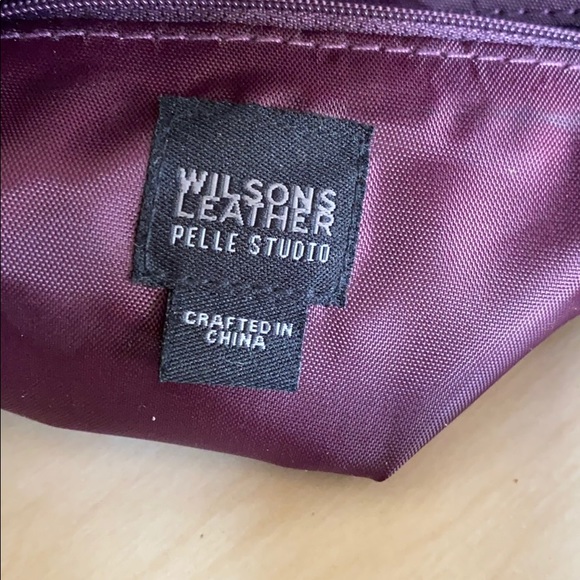 WILSONS
LEATHER
PELLE STUDIO
CRAFTED IN
CHINA